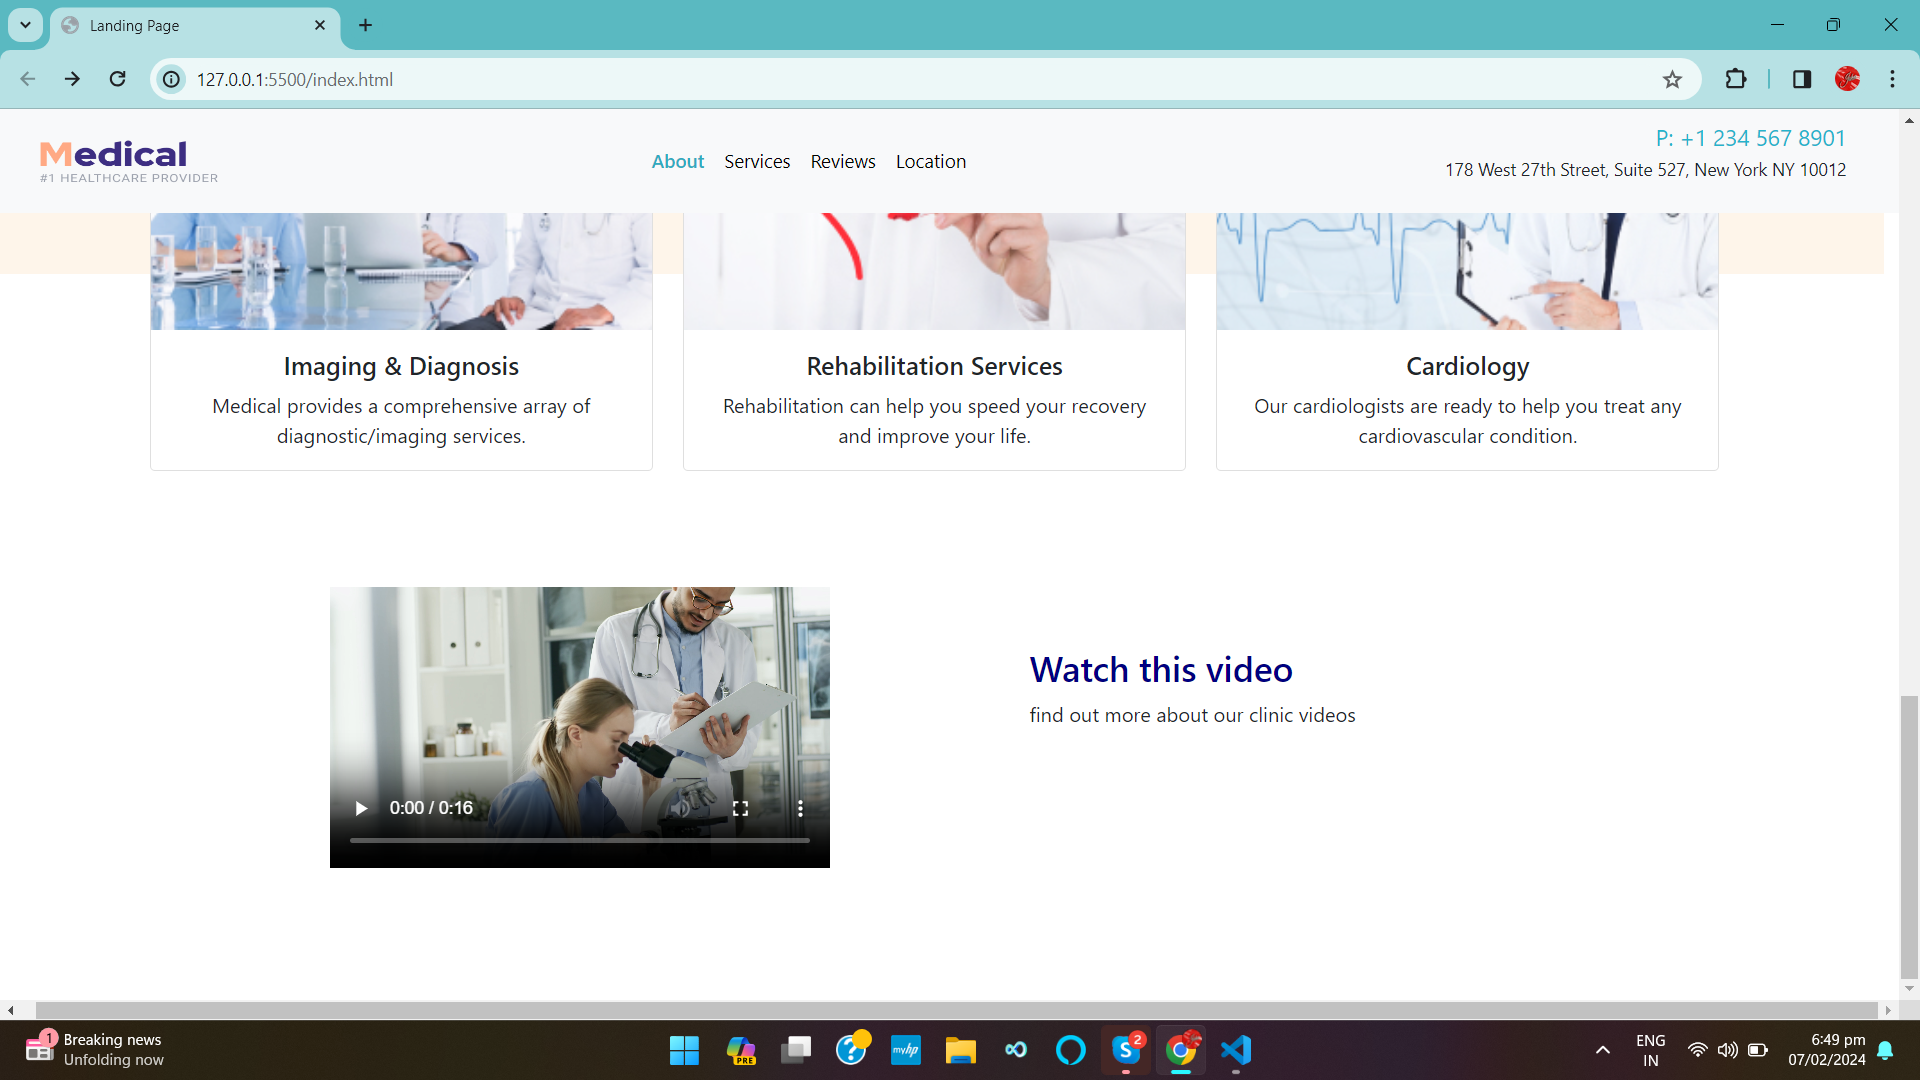 Landing Page
127.0.0.1:5500/index.html
Medical
#1 HEALTHCARE PROVIDER
About Services Reviews Location
P: +1 234 567 8901
178 West 27th Street, Suite 527, New York NY 10012
Imaging & Diagnosis
Medical provides a comprehensive array of
diagnostic/imaging services.
Rehabilitation Services
Rehabilitation can help you speed your recovery
and improve your life.
Cardiology
Our cardiologists are ready to help you treat any
cardiovascular condition.
Watch this video
find out more about our clinic videos
0:00 / 0:16
1
Breaking news
Unfolding now
PRE
myhp
S
2
ENG
IN
6:49 pm
07/02/2024